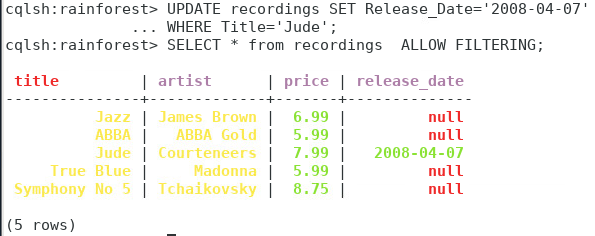 cqlsh:rainforest> UPDATE recordings SET Release_Date='2008-04-07'
... WHERE Title='Jude';
cqlsh:rainforest> SELECT * from recordings  ALLOW FILTERING;
title | artist | price | release_date
---------------+-------------+-------+--------------
Jazz | James Brown | 6.99 | null
ABBA | ABBA Gold | 5.99 | null
Jude | Courteneers | 7.99 | 2008-04-07
True Blue | Madonna | 5.99 | null
Symphony No 5 | Tchaikovsky | 8.75 | null
(5 rows)